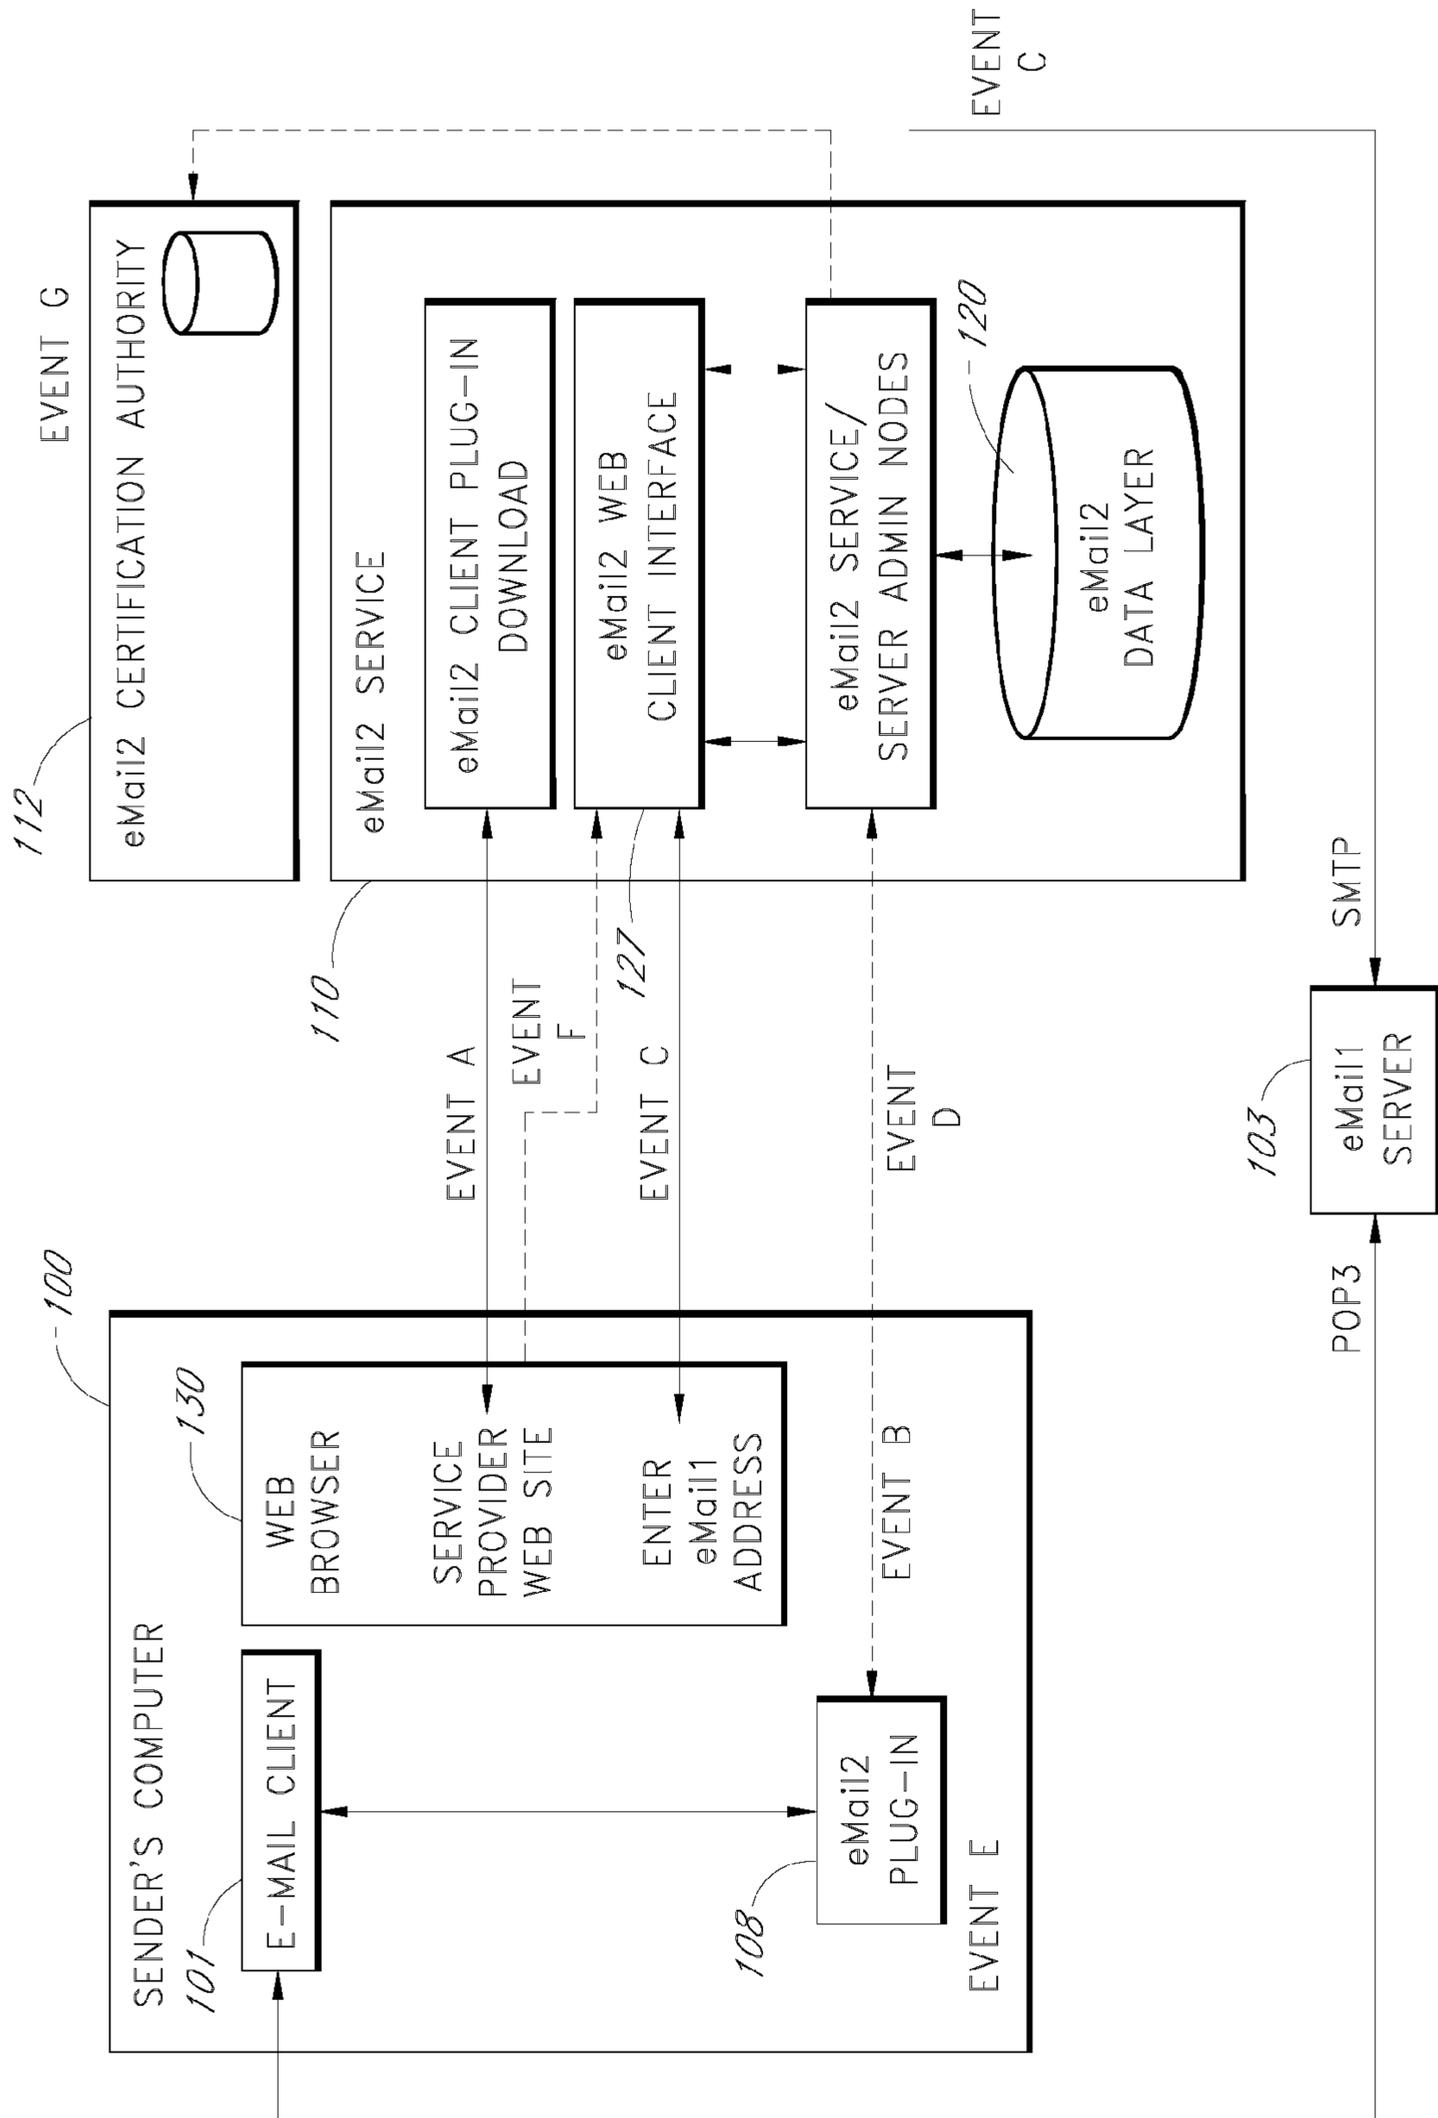 SENDER'S COMPUTER
100
101
E-MAIL CLIENT
130
WEB
BROWSER
SERVICE
PROVIDER
WEB SITE
ENTER
eMail1
ADDRESS
108
eMail2
PLUG-IN
EVENT B
EVENT E
EVENT A
EVENT
F
EVENT C
EVENT
D
EVENT G
112
eMail2 CERTIFICATION AUTHORITY
110
eMail2 SERVICE
eMail2 CLIENT PLUG-IN
DOWNLOAD
eMail2 WEB
CLIENT INTERFACE
127
eMail2 SERVICE/
SERVER ADMIN NODES
120
eMail2
DATA LAYER
EVENT
C
POP3
103
eMail1
SERVER
SMTP